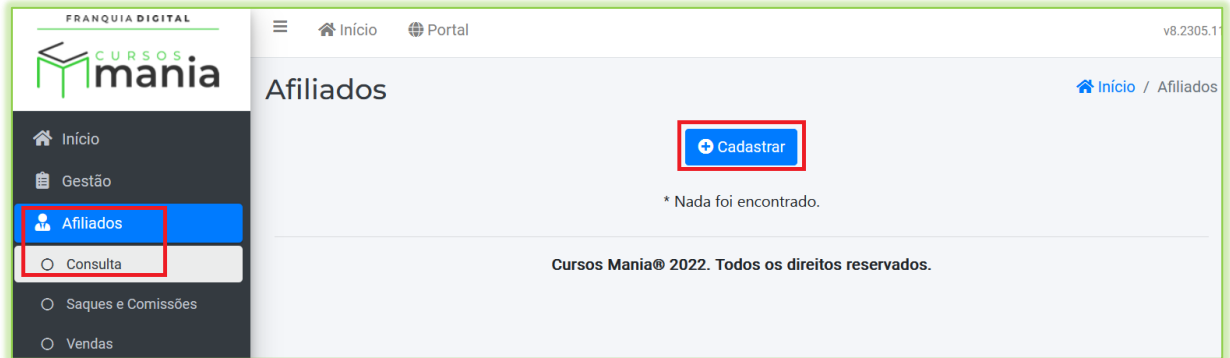 FRANQUIA DIGITAL
CURSOS
mania
Início
Gestão
Afiliados
Consulta
Saques e Comissões
Vendas
Início Portal
v8.2305.11
Afiliados
Início / Afiliados
Cadastrar
* Nada foi encontrado.
Cursos Mania® 2022. Todos os direitos reservados.